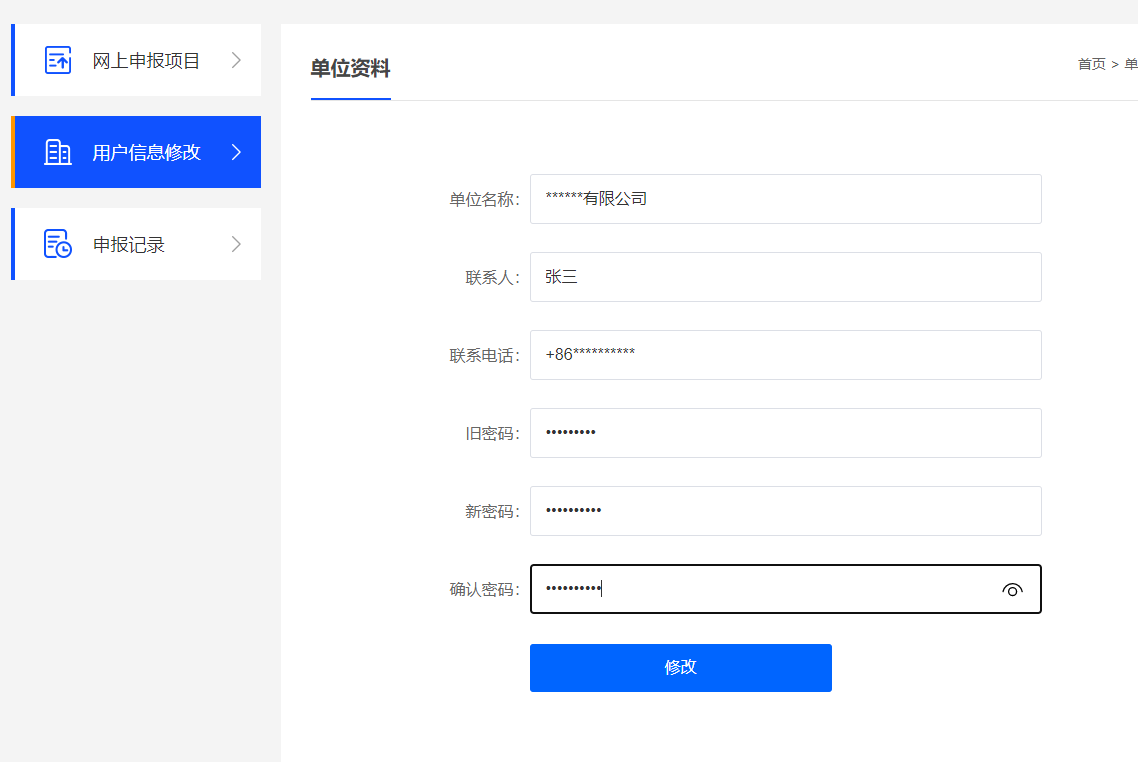 网上申报项目
用户信息修改
申报记录
单位资料
首页 > 单
单位名称: ******有限公司
联系人: 张三
联系电话: +86**********
旧密码: •••••••••
新密码: ••••••••••
确认密码: ••••••••••
修改